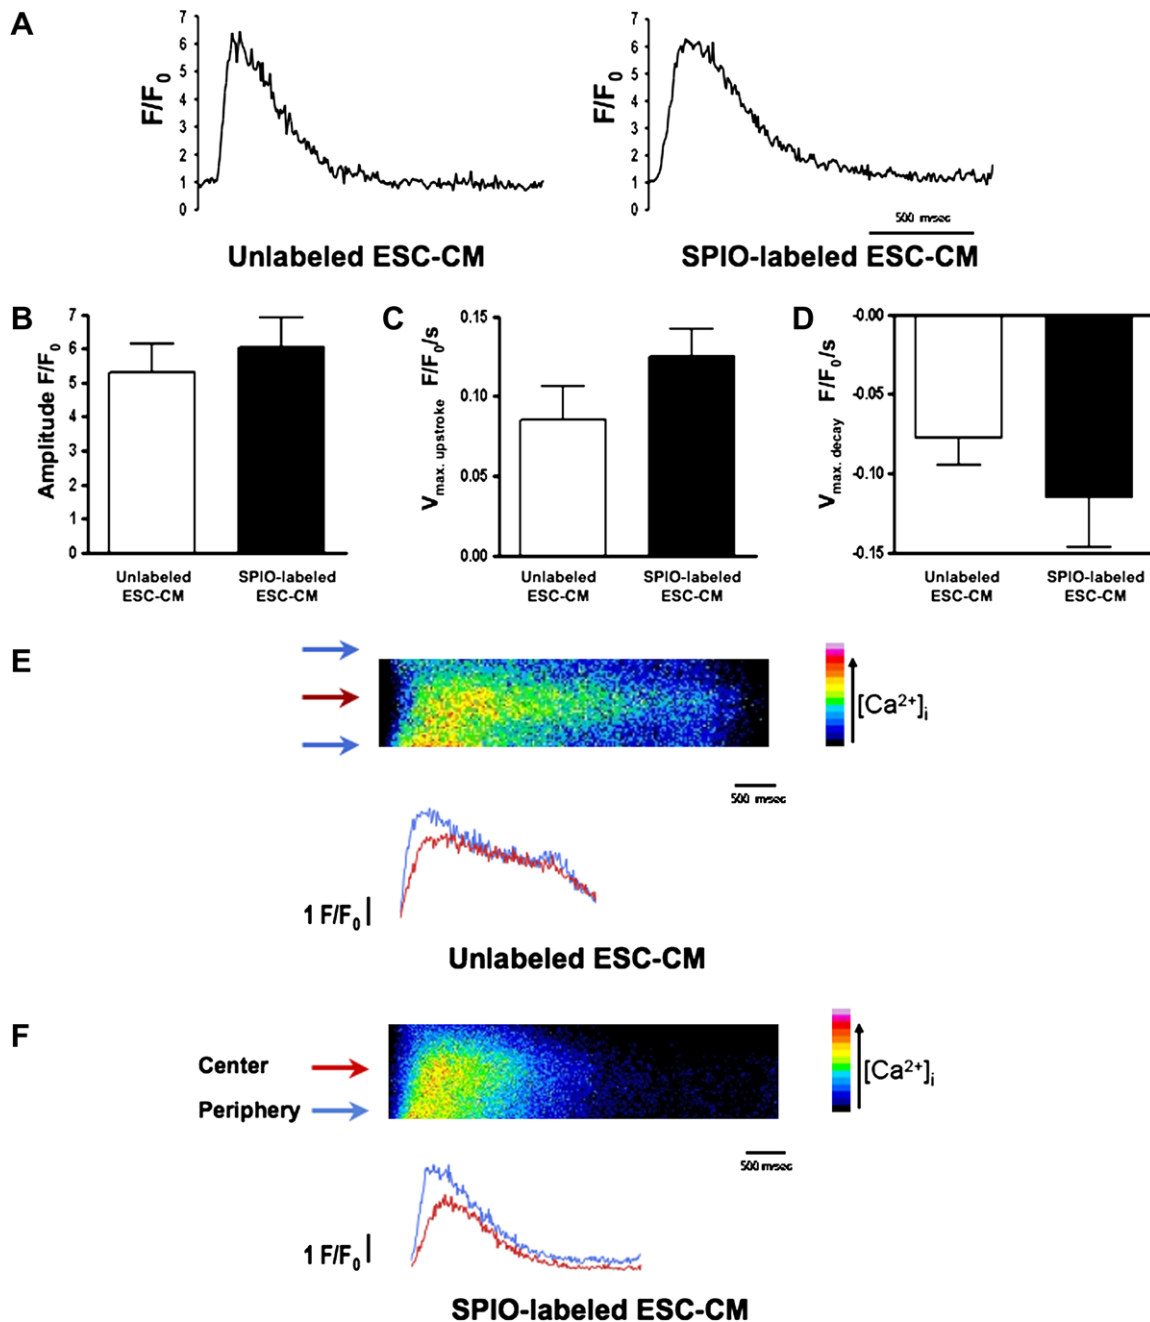 A
F/F0
7
6
5
4
3
2
1
0
Unlabeled ESC-CM
F/F0
7
6
5
4
3
2
1
0
500 msec
SPIO-labeled ESC-CM
B
Amplitude F/F0
7
6
5
4
3
2
1
0
Unlabeled
ESC-CM
SPIO-labeled
ESC-CM
C
Vmax. upstroke F/F0/s
0.15
0.10
0.05
0.00
Unlabeled
ESC-CM
SPIO-labeled
ESC-CM
D
Vmax. decay F/F0/s
-0.00
-0.05
-0.10
-0.15
Unlabeled
ESC-CM
SPIO-labeled
ESC-CM
E
[Ca2+]i
500 msec
1 F/F0
Unlabeled ESC-CM
F
Center
Periphery
[Ca2+]i
500 msec
1 F/F0
SPIO-labeled ESC-CM